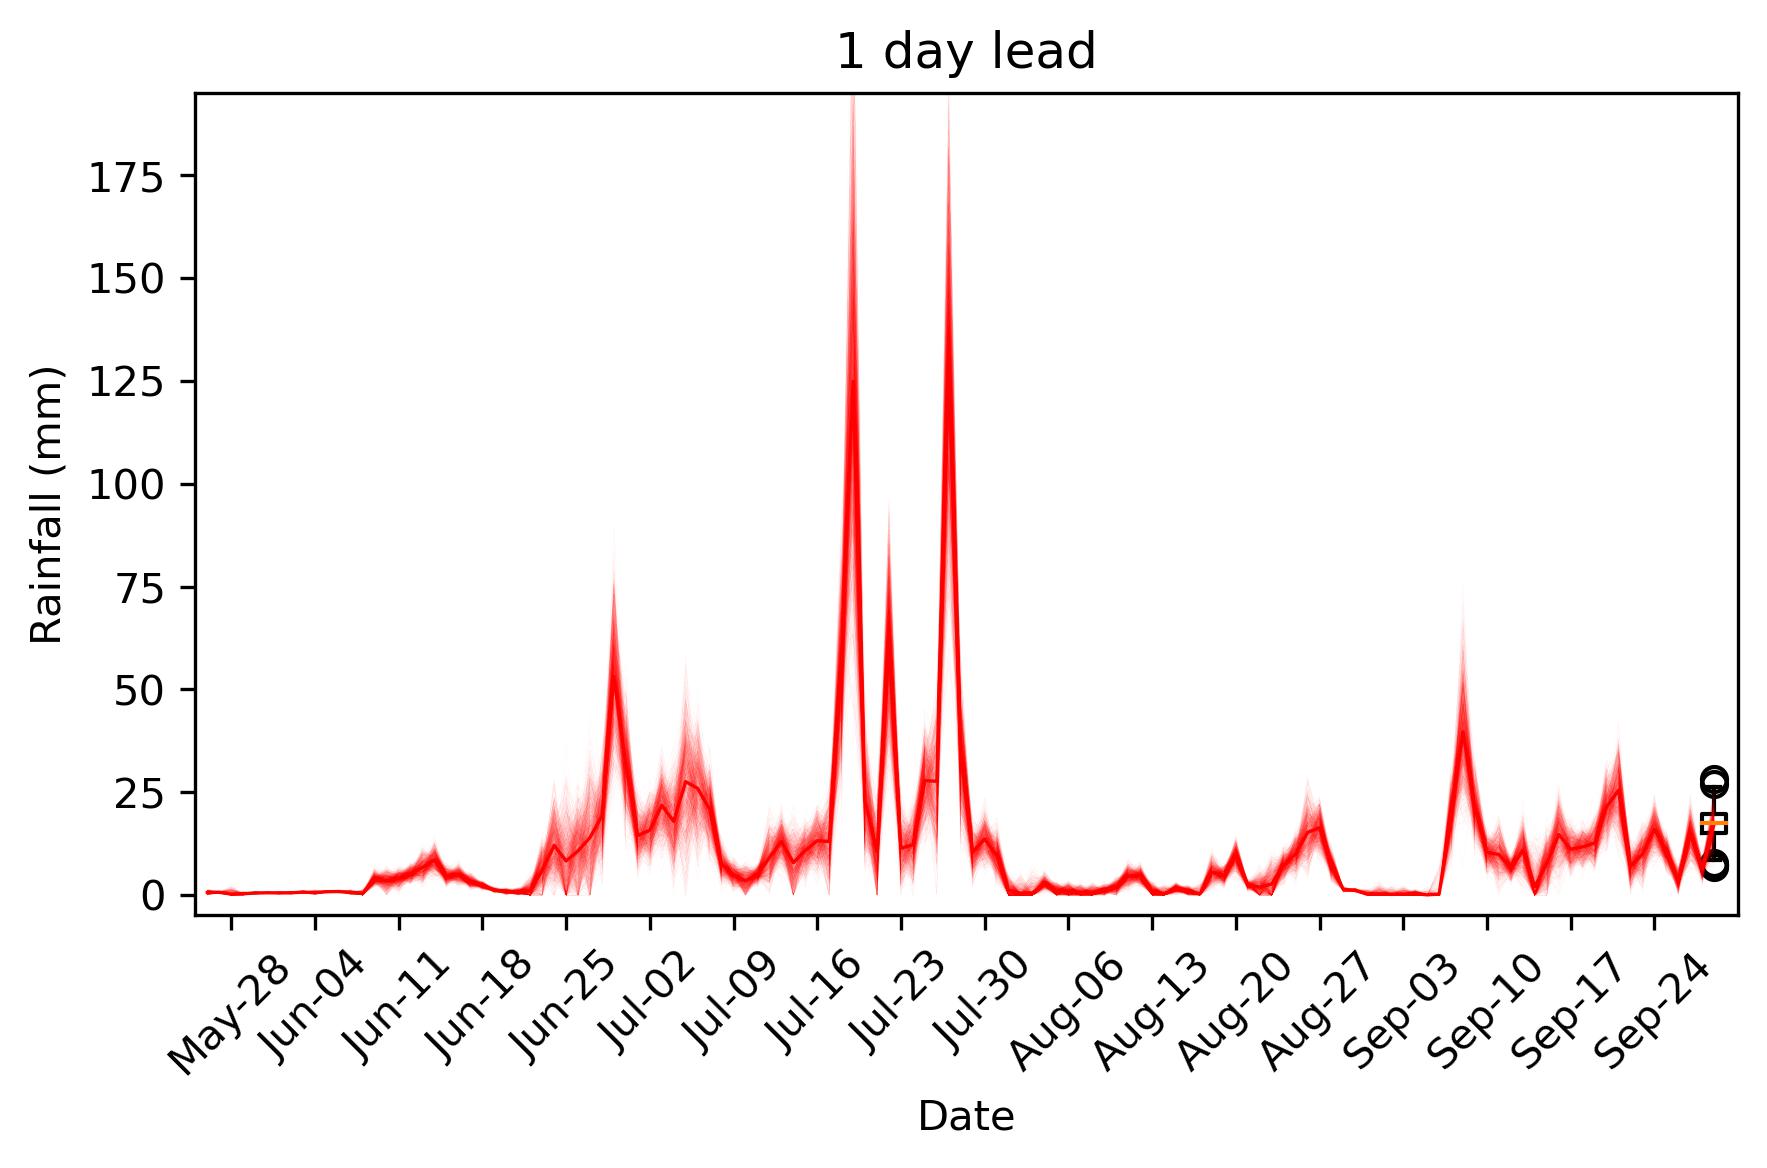 1 day lead
Rainfall (mm)
175
150
125
100
75
50
25
0
May-28
Jun-04
Jun-11
Jun-18
Jun-25
Jul-02
Jul-09
Jul-16
Jul-23
Jul-30
Aug-06
Aug-13
Aug-20
Aug-27
Sep-03
Sep-10
Sep-17
Sep-24
Date